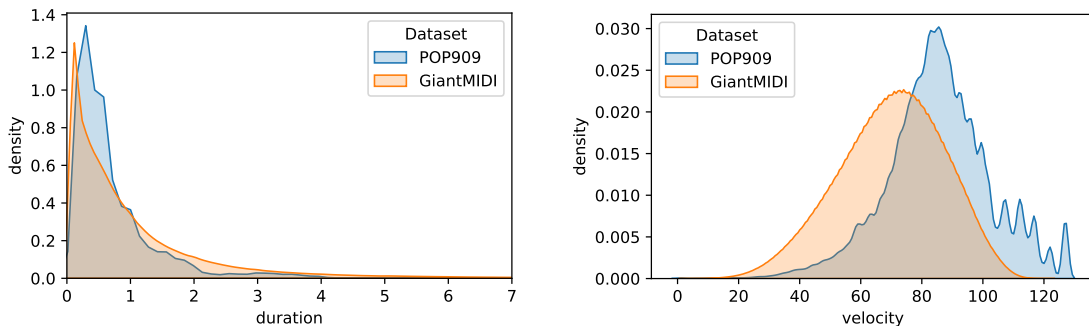 1.4
1.2
1.0
0.8
0.6
0.4
0.2
0.0
density
0 1 2 3 4 5 6 7
duration
Dataset
POP909
GiantMIDI
0.030
0.025
0.020
0.015
0.010
0.005
0.000
density
0 20 40 60 80 100 120
velocity
Dataset
POP909
GiantMIDI